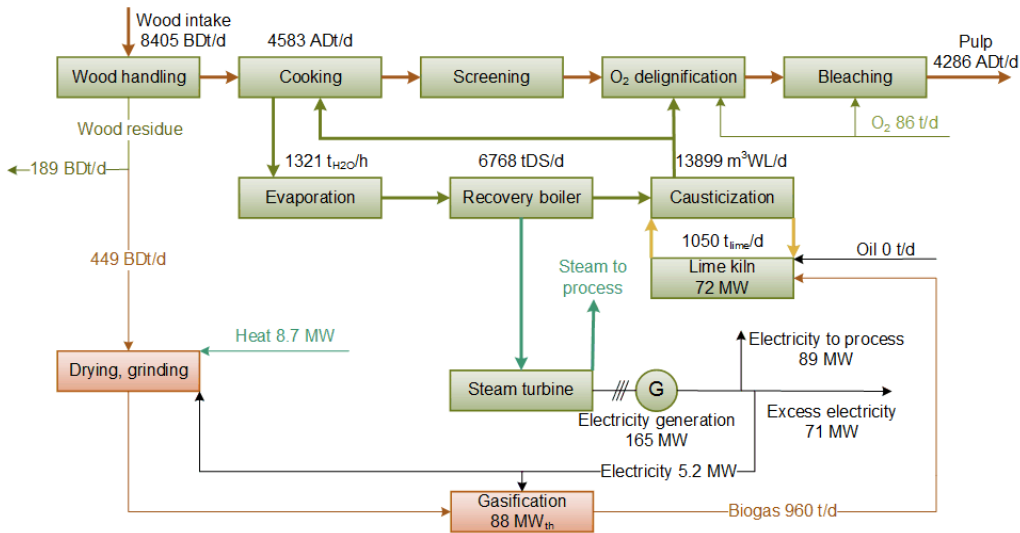 Wood intake
8405 BDt/d
4583 ADt/d
Pulp
4286 ADt/d
Wood handling
Cooking
Screening
O₂ delignification
Bleaching
Wood residue
O₂ 86 t/d
189 BDt/d
1321 t_H2O/h
6768 tDS/d
13899 m³WL/d
Evaporation
Recovery boiler
Causticization
449 BDt/d
1050 t_lime/d
Oil 0 t/d
Steam to
process
Lime kiln
72 MW
Heat 8.7 MW
Electricity to process
89 MW
Drying, grinding
Steam turbine
G
Electricity generation
165 MW
Excess electricity
71 MW
Electricity 5.2 MW
Gasification
88 MW_th
Biogas 960 t/d